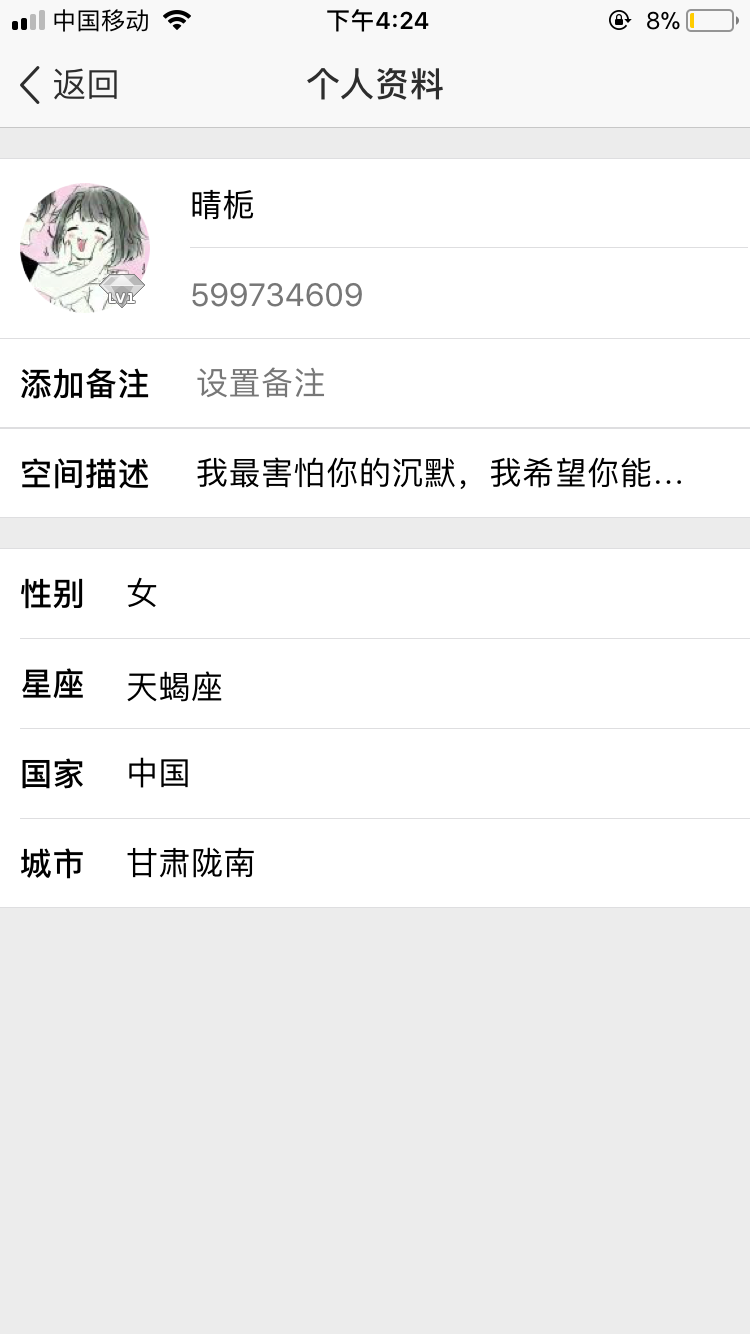 中国移动 下午4:24 8%
返回 个人资料
晴栀
LV1
599734609
添加备注 设置备注
空间描述 我最害怕你的沉默，我希望你能...
性别 女
星座 天蝎座
国家 中国
城市 甘肃陇南